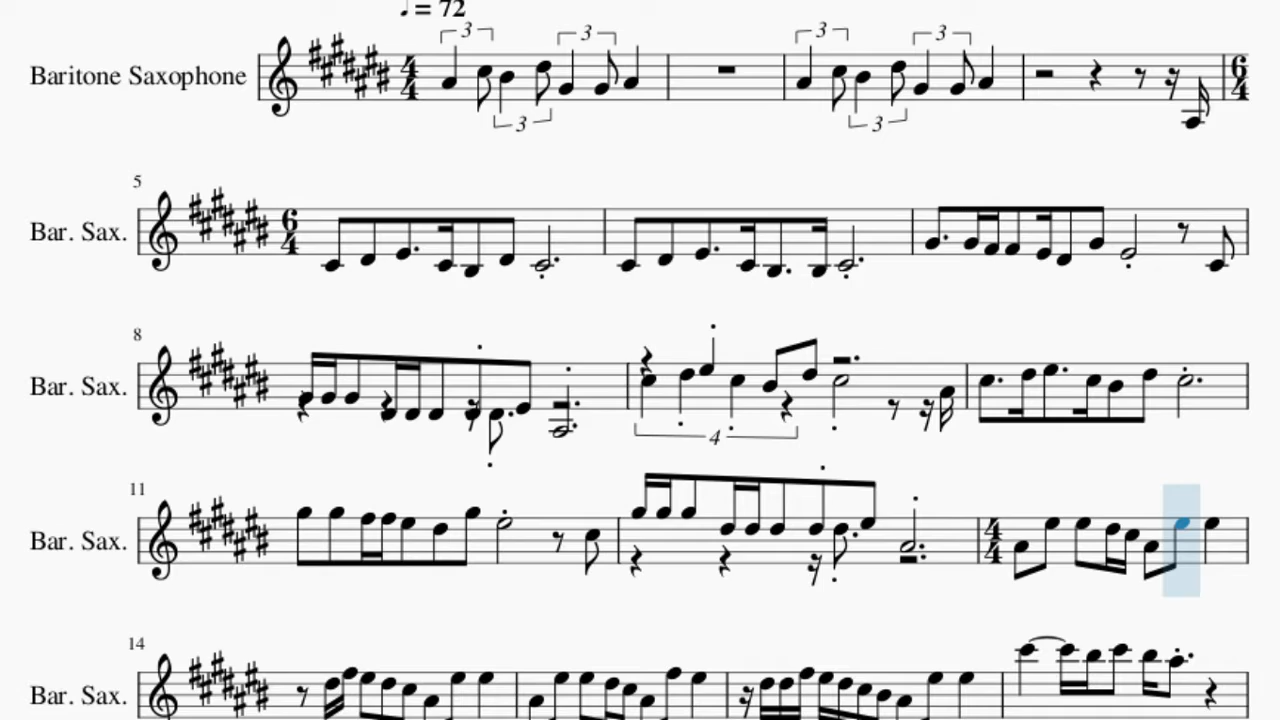 ♩ = 72
3 3 3 3
Baritone Saxophone 4/4 6/4
3 3
5
Bar. Sax. 6/4
8
Bar. Sax.
4
11
Bar. Sax. 4/4
14
Bar. Sax.